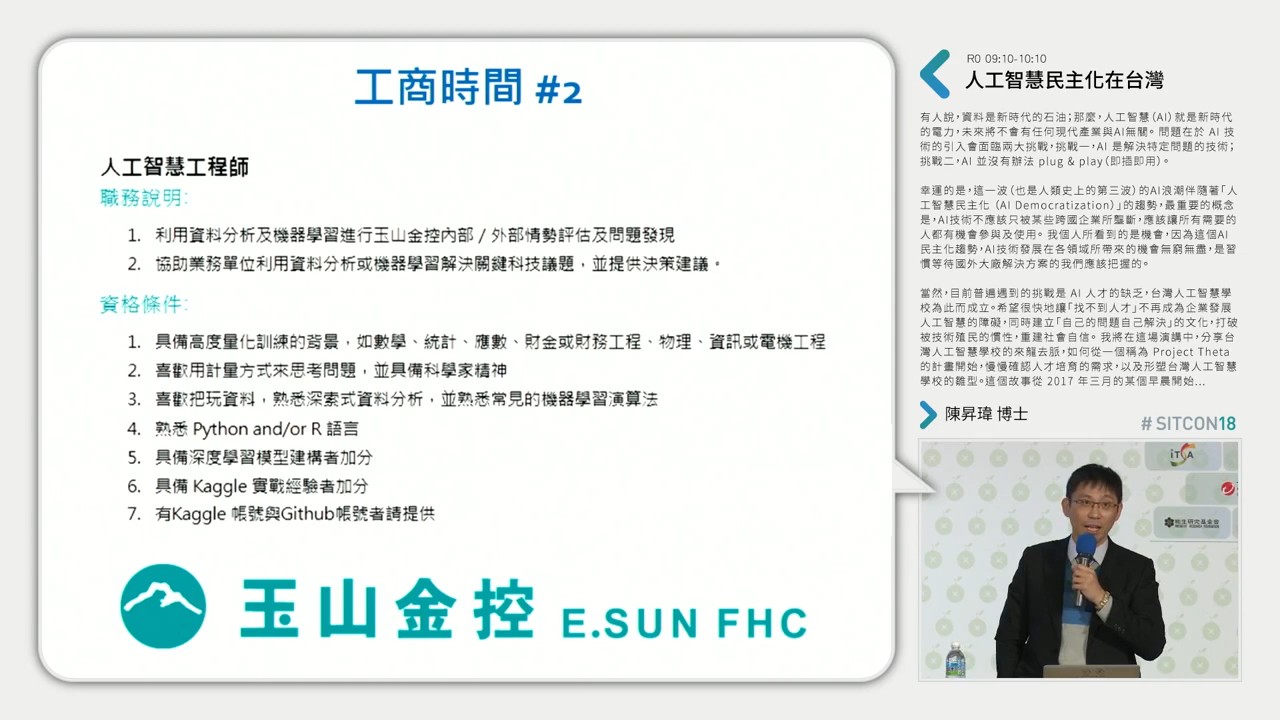 工商時間 #2
人工智慧工程師
職務說明:
1. 利用資料分析及機器學習進行玉山金控內部 / 外部情勢評估及問題發現
2. 協助業務單位利用資料分析或機器學習解決關鍵科技議題，並提供決策建議。
資格條件:
1. 具備高度量化訓練的背景，如數學、統計、應數、財金或財務工程、物理、資訊或電機工程
2. 喜歡用計量方式來思考問題，並具備科學家精神
3. 喜歡把玩資料，熟悉深索式資料分析，並熟悉常見的機器學習演算法
4. 熟悉 Python and/or R 語言
5. 具備深度學習模型建構者加分
6. 具備 Kaggle 實戰經驗者加分
7. 有Kaggle 帳號與Github帳號者請提供
玉山金控 E.SUN FHC
R0 09:10-10:10
人工智慧民主化在台灣
有人說，資料是新時代的石油；那麼，人工智慧（AI）就是新時代
的電力，未來將不會有任何現代產業與AI無關。問題在於 AI 技
術的引入會面臨兩大挑戰，挑戰一，AI 是解決特定問題的技術；
挑戰二，AI 並沒有辦法 plug & play（即插即用）。
幸運的是，這一波（也是人類史上的第三波）的AI浪潮伴隨著「人
工智慧民主化（AI Democratization）」的趨勢，最重要的概念
是，AI技術不應該只被某些跨國企業所壟斷，應該讓所有需要的
人都有機會參與及使用。我個人所看到的是機會，因為這個AI
民主化趨勢，AI技術發展在各領域所帶來的機會無窮無盡，是習
慣等待國外大廠解決方案的我們應該把握的。
當然，目前普遍遇到的挑戰是 AI 人才的缺乏，台灣人工智慧學
校為此而成立。希望很快地讓「找不到人才」不再成為企業發展
人工智慧的障礙，同時建立「自己的問題自己解決」的文化，打破
被技術殖民的慣性，重建社會自信。我將在這場演講中，分享台
灣人工智慧學校的來龍去脈，如何從一個稱為 Project Theta
的計畫開始，慢慢確認人才培育的需求，以及形塑台灣人工智慧
學校的雛型。這個故事從 2017 年三月的某個早晨開始...
陳昇瑋 博士
# SITCON18